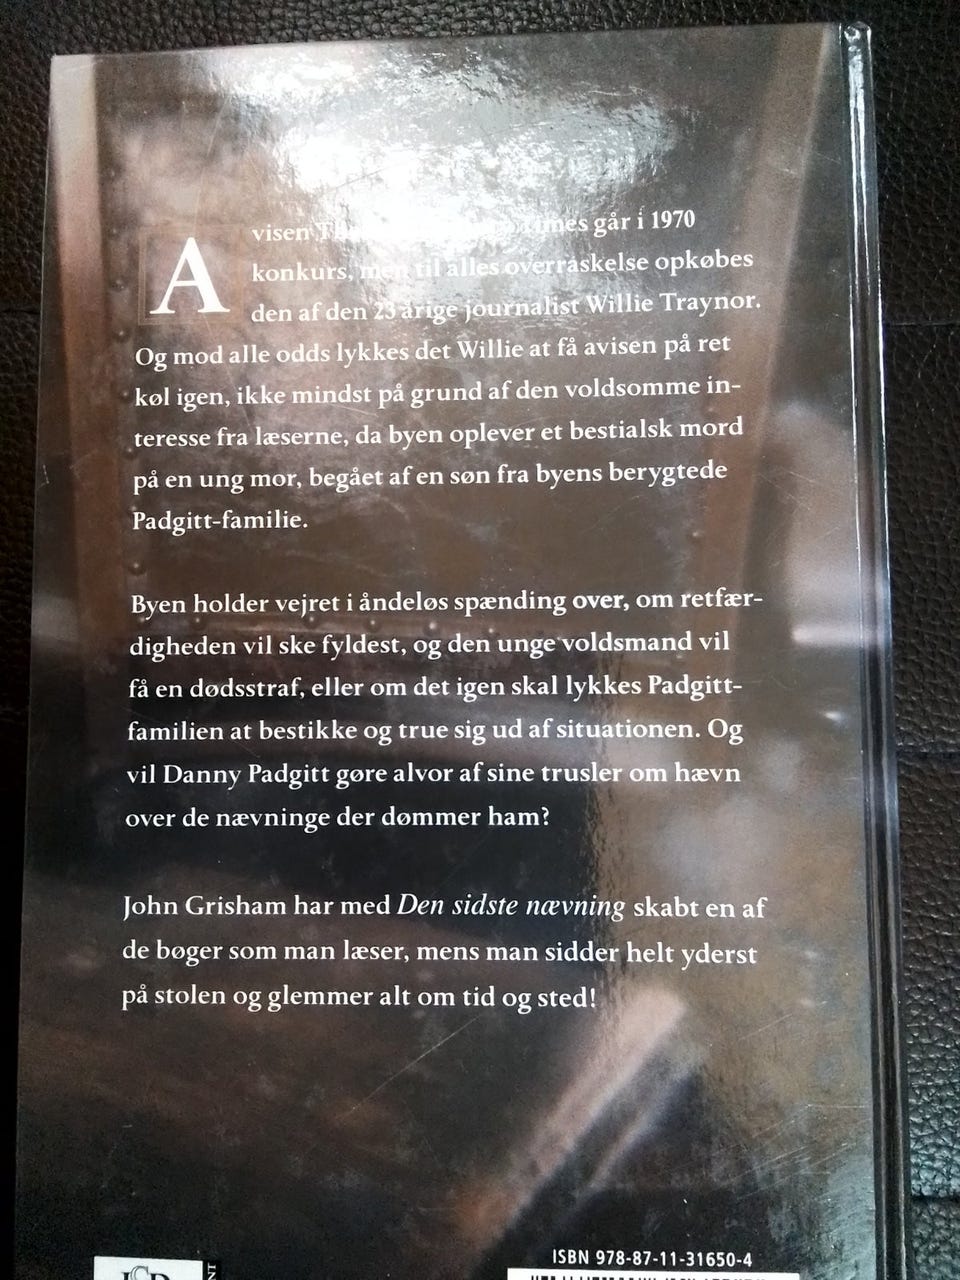 Avisen Times går i 1970
konkurs, men til alles overraskelse opkøbes
den af den 23 årige journalist Willie Traynor.
Og mod alle odds lykkes det Willie at få avisen på ret
køl igen, ikke mindst på grund af den voldsomme in-
teresse fra læserne, da byen oplever et bestialsk mord
på en ung mor, begået af en søn fra byens berygtede
Padgitt-familie.
Byen holder vejret i åndeløs spænding over, om retfær-
digheden vil ske fyldest, og den unge voldsmand vil
få en dødsstraf, eller om det igen skal lykkes Padgitt-
familien at bestikke og true sig ud af situationen. Og
vil Danny Padgitt gøre alvor af sine trusler om hævn
over de nævninge der dømmer ham?
John Grisham har med Den sidste nævning skabt en af
de bøger som man læser, mens man sidder helt yderst
på stolen og glemmer alt om tid og sted!
ISBN 978-87-11-31650-4